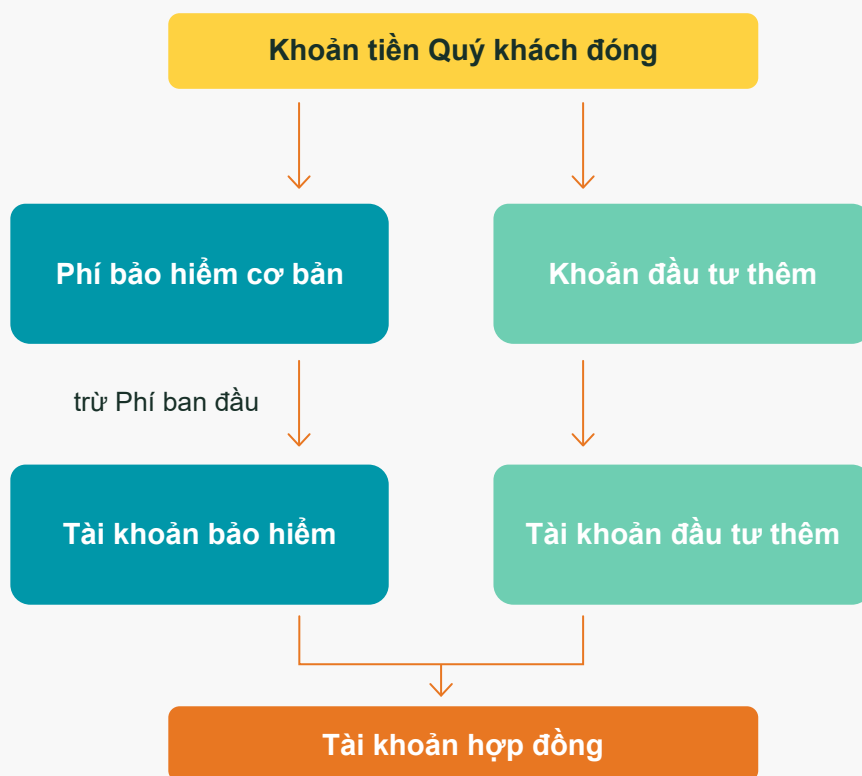 Khoản tiền Quý khách đóng
Phí bảo hiểm cơ bản
Khoản đầu tư thêm
trừ Phí ban đầu
Tài khoản bảo hiểm
Tài khoản đầu tư thêm
Tài khoản hợp đồng